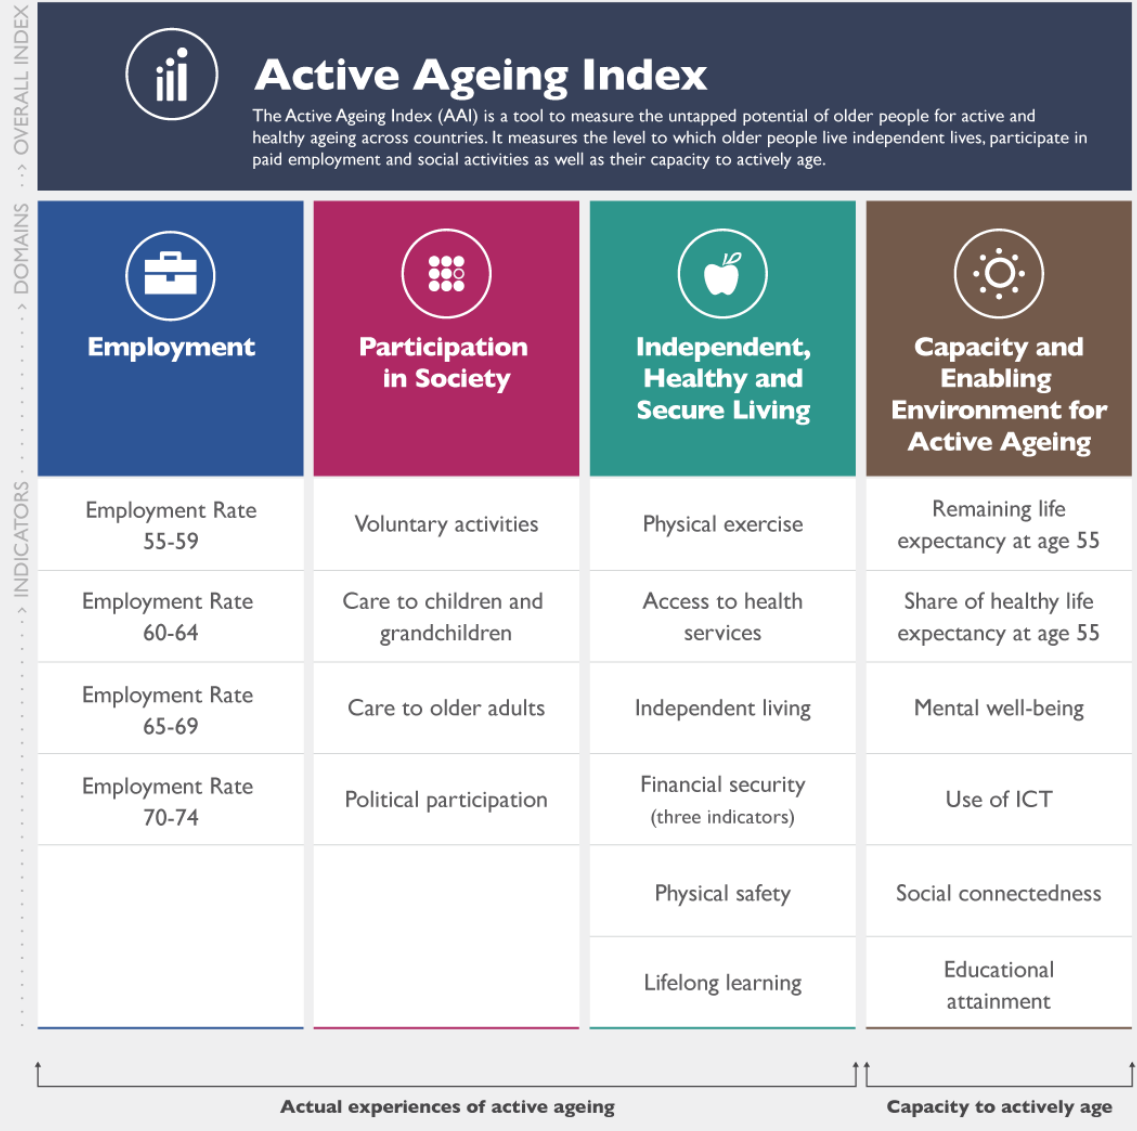 Active Ageing Index
The Active Ageing Index (AAI) is a tool to measure the untapped potential of older people for active and
healthy ageing across countries. It measures the level to which older people live independent lives, participate in
paid employment and social activities as well as their capacity to actively age.
OVERALL INDEX
DOMAINS
INDICATORS
Employment
Employment Rate
55-59
Employment Rate
60-64
Employment Rate
65-69
Employment Rate
70-74
Participation
in Society
Voluntary activities
Care to children and
grandchildren
Care to older adults
Political participation
Independent,
Healthy and
Secure Living
Physical exercise
Access to health
services
Independent living
Financial security
(three indicators)
Physical safety
Lifelong learning
Capacity and
Enabling
Environment for
Active Ageing
Remaining life
expectancy at age 55
Share of healthy life
expectancy at age 55
Mental well-being
Use of ICT
Social connectedness
Educational
attainment
Actual experiences of active ageing
Capacity to actively age